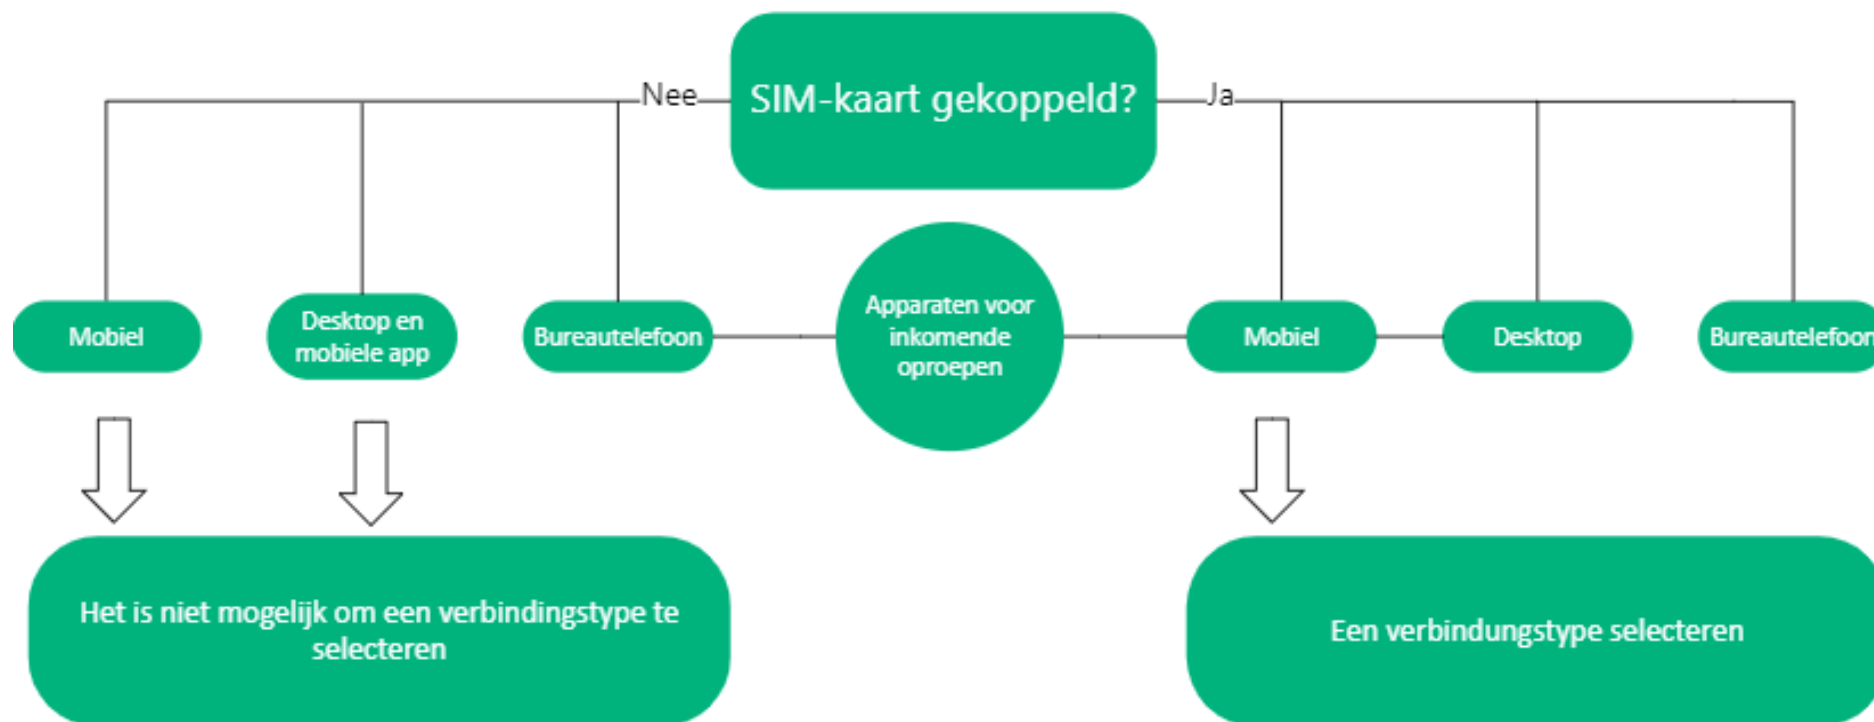 Nee
SIM-kaart gekoppeld?
Ja
Mobiel
Desktop en
mobiele app
Bureautelefoon
Apparaten voor
inkomende
oproepen
Mobiel
Desktop
Bureautelefoon
Het is niet mogelijk om een verbindingstype te
selecteren
Een verbindungstype selecteren